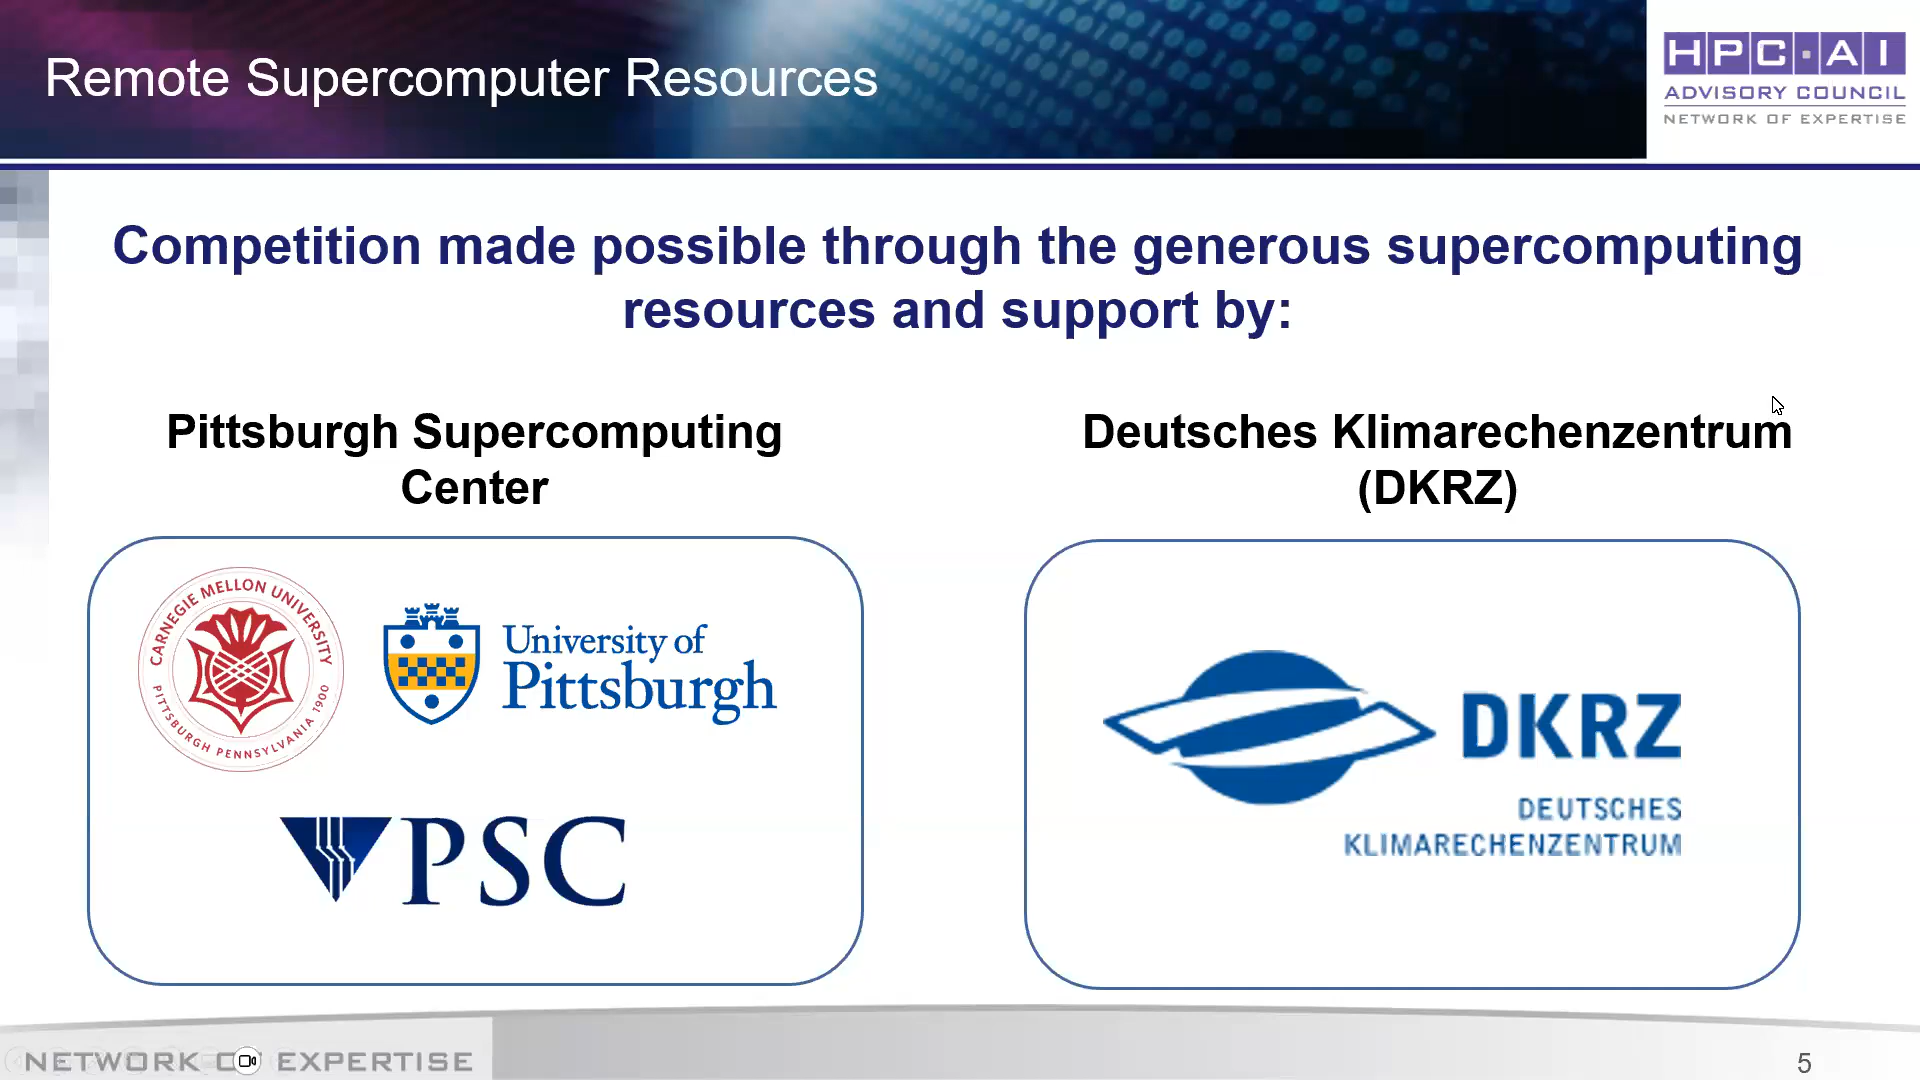 Remote Supercomputer Resources
HPC·AI
ADVISORY COUNCIL
NETWORK OF EXPERTISE
Competition made possible through the generous supercomputing
resources and support by:
Pittsburgh Supercomputing
Center
Deutsches Klimarechenzentrum
(DKRZ)
CARNEGIE MELLON UNIVERSITY
PITTSBURGH PENNSYLVANIA 1900
University of
Pittsburgh
PSC
DKRZ
DEUTSCHES
KLIMARECHENZENTRUM
NETWORK OF EXPERTISE
5